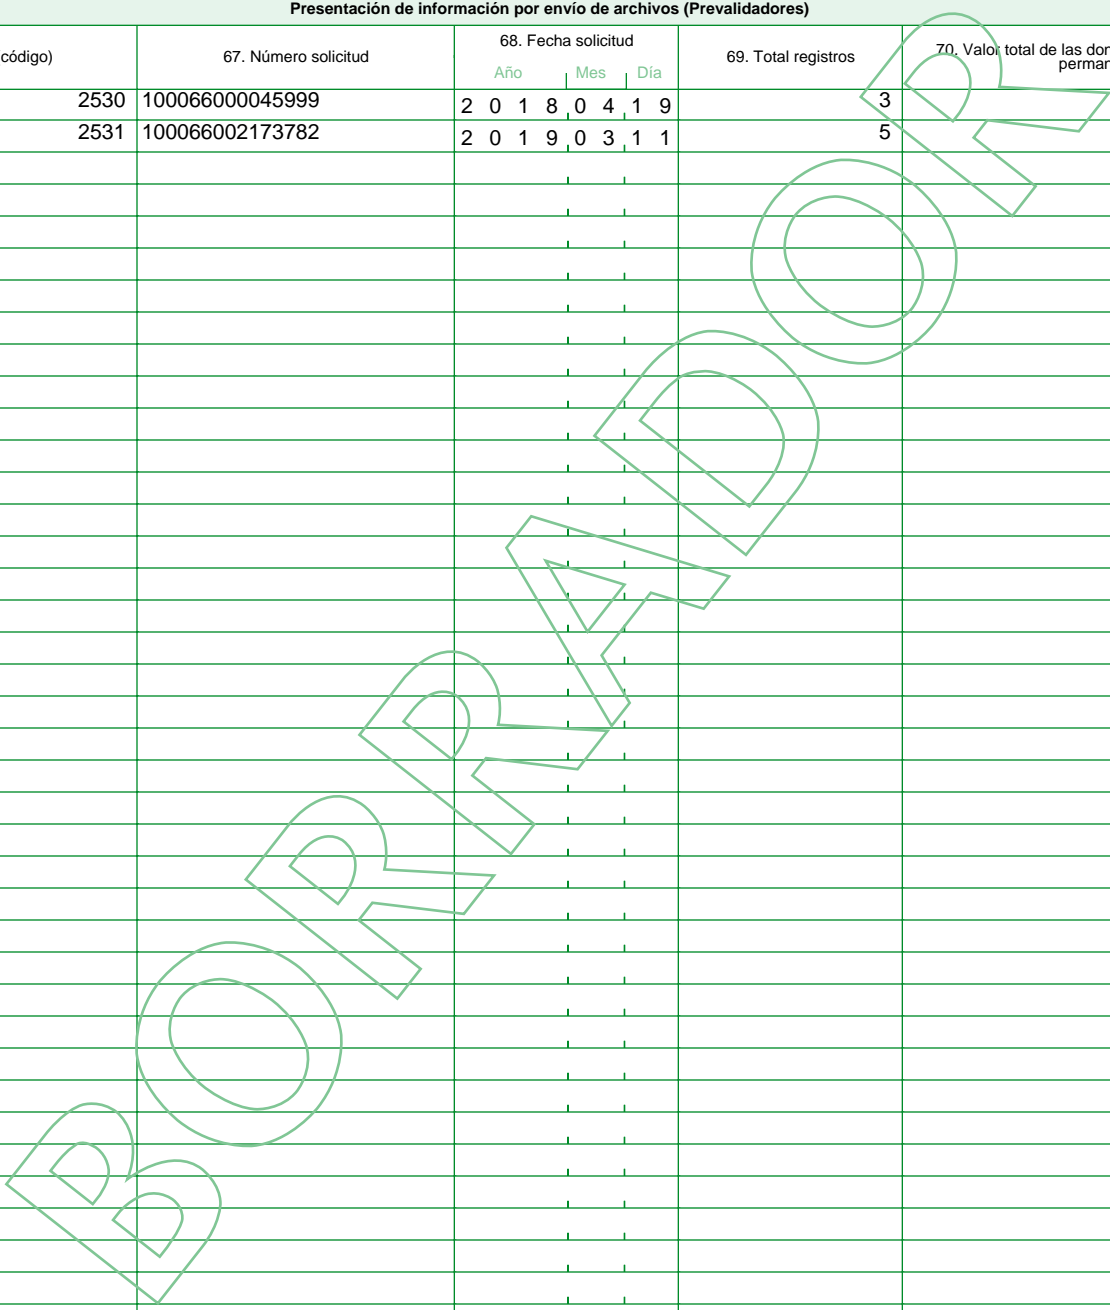 Presentación de información por envío de archivos (Prevalidadores)
código) 67. Número solicitud 68. Fecha solicitud 69. Total registros 70. Valor total de las don
perman
Año Mes Día
2530 100066000045999 2 0 1 8 0 4 1 9 3
2531 100066002173782 2 0 1 9 0 3 1 1 5
BORRADOR